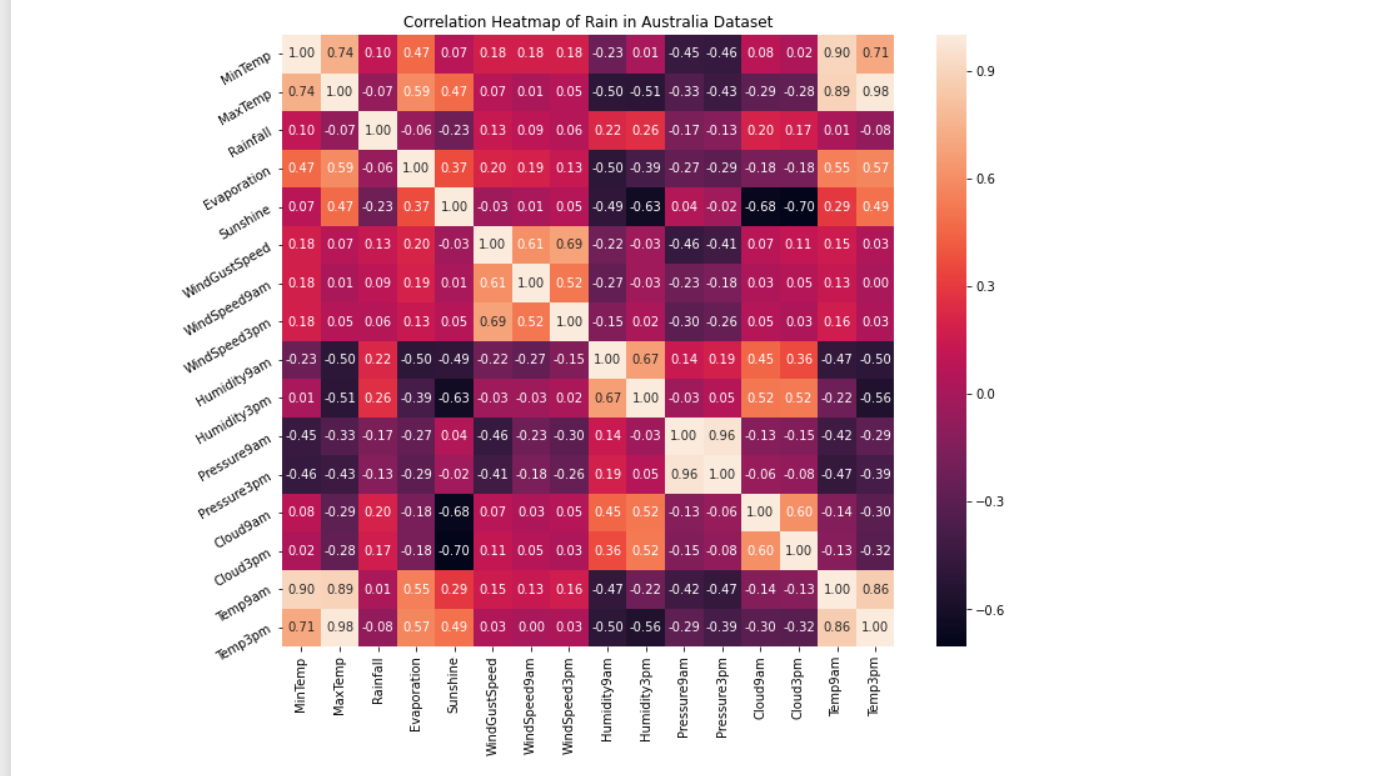 Correlation Heatmap of Rain in Australia Dataset
MinTemp 1.00 0.74 0.10 0.47 0.07 0.18 0.18 0.18 -0.23 0.01 -0.45 -0.46 0.08 0.02 0.90 0.71
MaxTemp 0.74 1.00 -0.07 0.59 0.47 0.07 0.01 0.05 -0.50 -0.51 -0.33 -0.43 -0.29 -0.28 0.89 0.98
Rainfall 0.10 -0.07 1.00 -0.06 -0.23 0.13 0.09 0.06 0.22 0.26 -0.17 -0.13 0.20 0.17 0.01 -0.08
Evaporation 0.47 0.59 -0.06 1.00 0.37 0.20 0.19 0.13 -0.50 -0.39 -0.27 -0.29 -0.18 -0.18 0.55 0.57
Sunshine 0.07 0.47 -0.23 0.37 1.00 -0.03 0.01 0.05 -0.49 -0.63 0.04 -0.02 -0.68 -0.70 0.29 0.49
WindGustSpeed 0.18 0.07 0.13 0.20 -0.03 1.00 0.61 0.69 -0.22 -0.03 -0.46 -0.41 0.07 0.11 0.15 0.03
WindSpeed9am 0.18 0.01 0.09 0.19 0.01 0.61 1.00 0.52 -0.27 -0.03 -0.23 -0.18 0.03 0.05 0.13 0.00
WindSpeed3pm 0.18 0.05 0.06 0.13 0.05 0.69 0.52 1.00 -0.15 0.02 -0.30 -0.26 0.05 0.03 0.16 0.03
Humidity9am -0.23 -0.50 0.22 -0.50 -0.49 -0.22 -0.27 -0.15 1.00 0.67 0.14 0.19 0.45 0.36 -0.47 -0.50
Humidity3pm 0.01 -0.51 0.26 -0.39 -0.63 -0.03 -0.03 0.02 0.67 1.00 -0.03 0.05 0.52 0.52 -0.22 -0.56
Pressure9am -0.45 -0.33 -0.17 -0.27 0.04 -0.46 -0.23 -0.30 0.14 -0.03 1.00 0.96 -0.13 -0.15 -0.42 -0.29
Pressure3pm -0.46 -0.43 -0.13 -0.29 -0.02 -0.41 -0.18 -0.26 0.19 0.05 0.96 1.00 -0.06 -0.08 -0.47 -0.39
Cloud9am 0.08 -0.29 0.20 -0.18 -0.68 0.07 0.03 0.05 0.45 0.52 -0.13 -0.06 1.00 0.60 -0.14 -0.30
Cloud3pm 0.02 -0.28 0.17 -0.18 -0.70 0.11 0.05 0.03 0.36 0.52 -0.15 -0.08 0.60 1.00 -0.13 -0.32
Temp9am 0.90 0.89 0.01 0.55 0.29 0.15 0.13 0.16 -0.47 -0.22 -0.42 -0.47 -0.14 -0.13 1.00 0.86
Temp3pm 0.71 0.98 -0.08 0.57 0.49 0.03 0.00 0.03 -0.50 -0.56 -0.29 -0.39 -0.30 -0.32 0.86 1.00
MinTemp MaxTemp Rainfall Evaporation Sunshine WindGustSpeed WindSpeed9am WindSpeed3pm Humidity9am Humidity3pm Pressure9am Pressure3pm Cloud9am Cloud3pm Temp9am Temp3pm
0.9
0.6
0.3
0.0
−0.3
−0.6